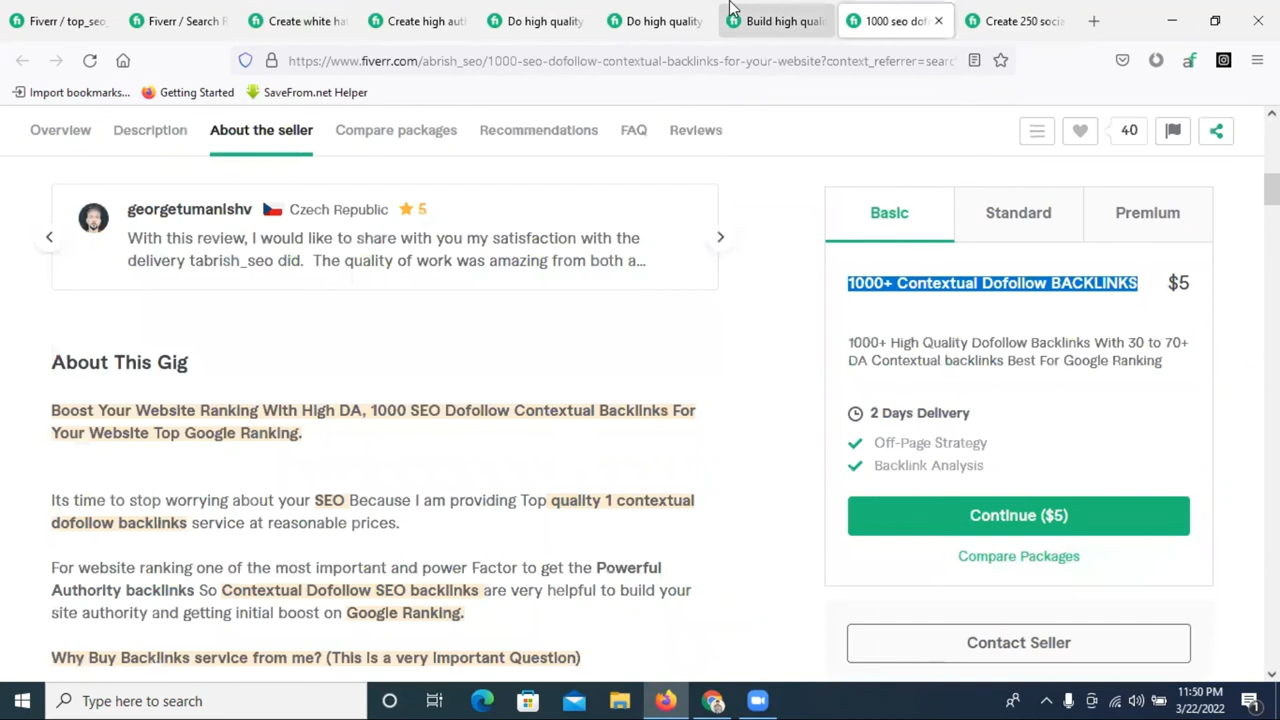 Fiverr / top_seo
Fiverr / Search R
Create white ha
Create high aut
Do high quality
Do high quality
Build high quali
1000 seo dof
Create 250 socia
https://www.fiverr.com/abrish_seo/1000-seo-dofollow-contextual-backlinks-for-your-website?context_referrer=searc
Import bookmarks...
Getting Started
SaveFrom.net Helper
Overview
Description
About the seller
Compare packages
Recommendations
FAQ
Reviews
40
georgetumanishv
Czech Republic
5
With this review, I would like to share with you my satisfaction with the
delivery tabrish_seo did. The quality of work was amazing from both a...
About This Gig
Boost Your Website Ranking With High DA, 1000 SEO Dofollow Contextual Backlinks For
Your Website Top Google Ranking.
Its time to stop worrying about your SEO Because I am providing Top quality 1 contextual
dofollow backlinks service at reasonable prices.
For website ranking one of the most important and power Factor to get the Powerful
Authority backlinks So Contextual Dofollow SEO backlinks are very helpful to build your
site authority and getting initial boost on Google Ranking.
Why Buy Backlinks service from me? (This is a very Important Question)
Basic
Standard
Premium
1000+ Contextual Dofollow BACKLINKS
$5
1000+ High Quality Dofollow Backlinks With 30 to 70+
DA Contextual backlinks Best For Google Ranking
2 Days Delivery
Off-Page Strategy
Backlink Analysis
Continue ($5)
Compare Packages
Contact Seller
Type here to search
11:50 PM
3/22/2022
1